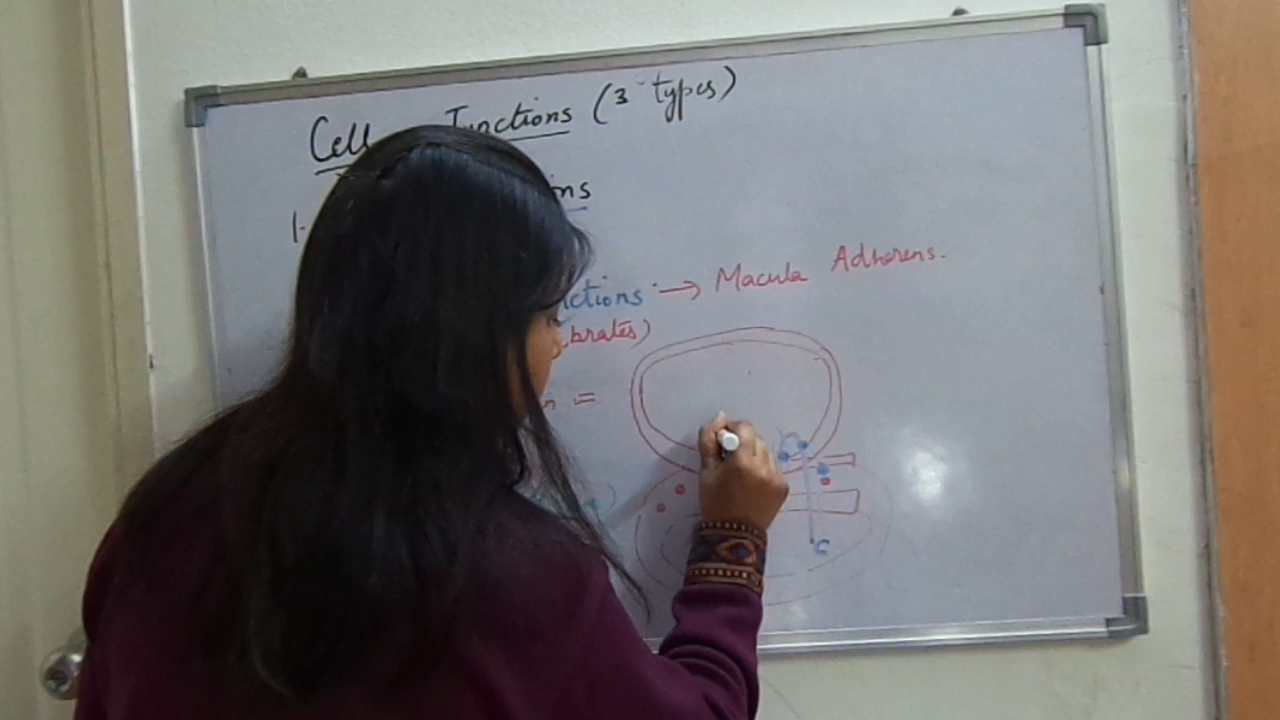 Cell Junctions (3 types)
1.
ns
ctions → Macula Adherens.
brates)
=
C